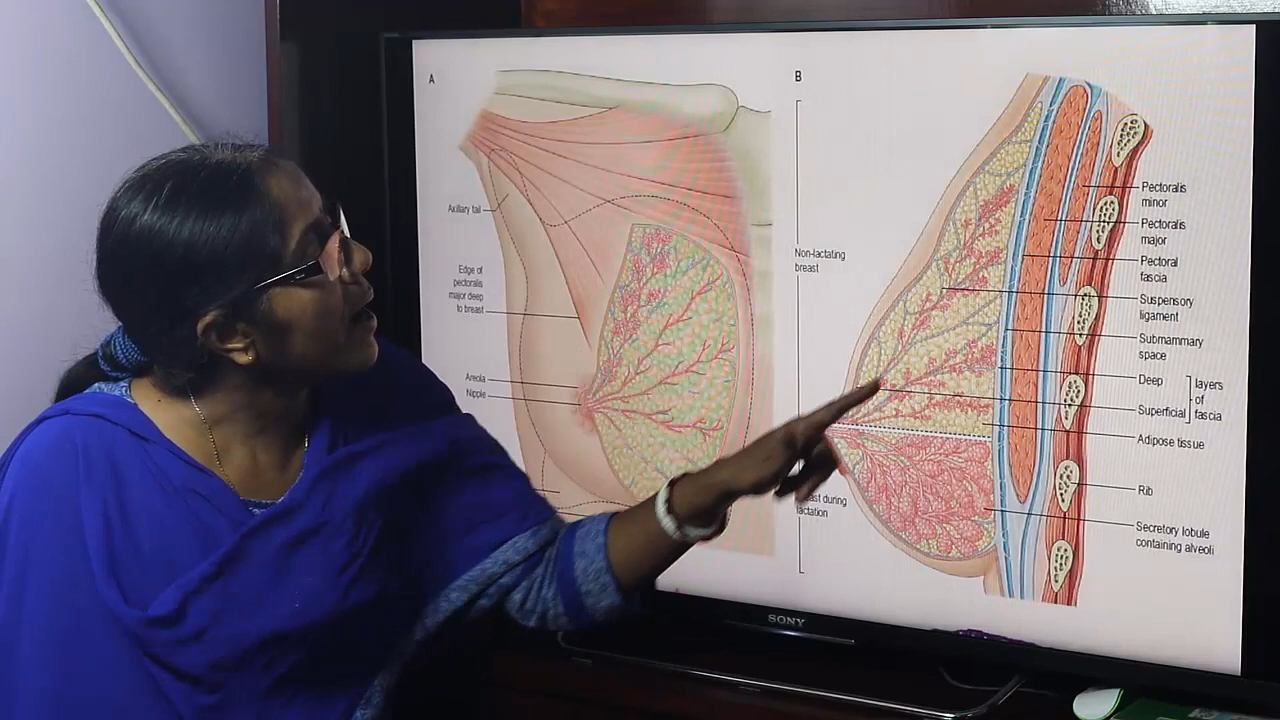 A
Axillary tail
Edge of
pectoralis
major deep
to breast
Areola
Nipple
B
Non-lactating
breast
during
lactation
Pectoralis
minor
Pectoralis
major
Pectoral
fascia
Suspensory
ligament
Submammary
space
Deep
Superficial
layers
of
fascia
Adipose tissue
Rib
Secretory lobule
containing alveoli
SONY